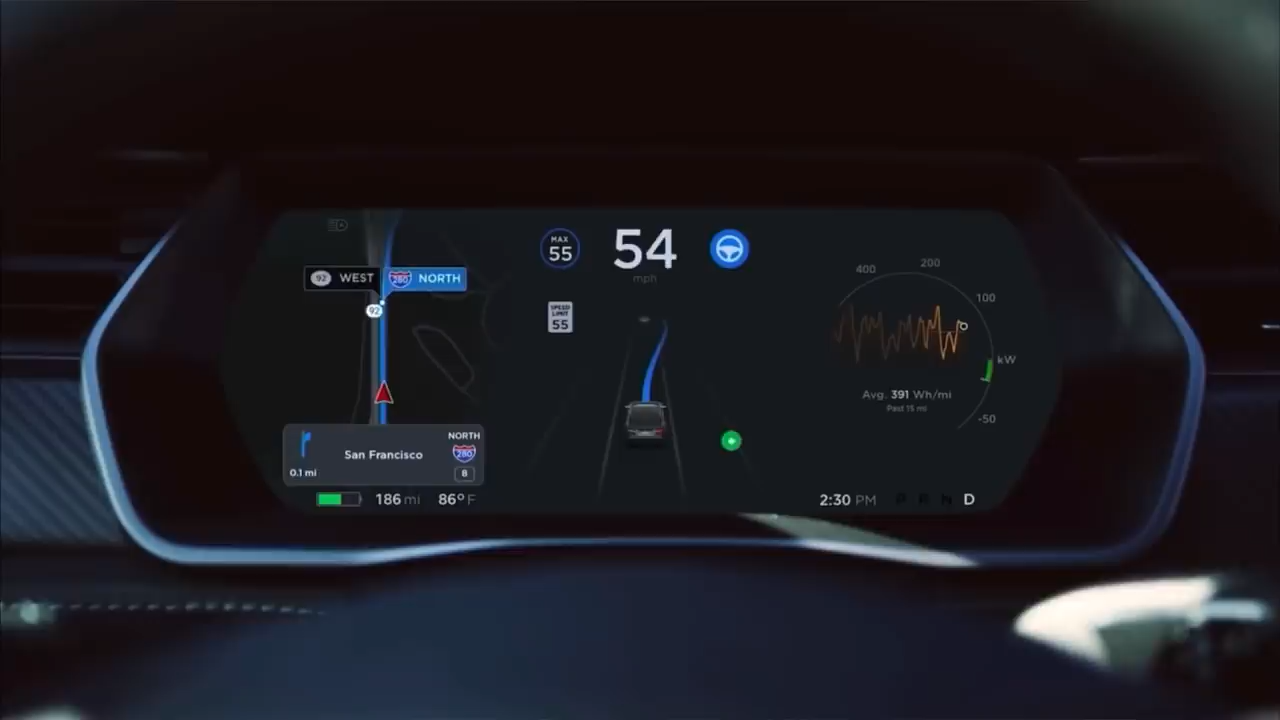 92 WEST
280 NORTH
92
NORTH
280
San Francisco
0.1 mi
8
186 mi
86° F
MAX
55
54
mph
SPEED
LIMIT
55
400
200
100
kW
-50
Avg. 391 Wh/mi
Past 15 mi
2:30 PM
P R N D